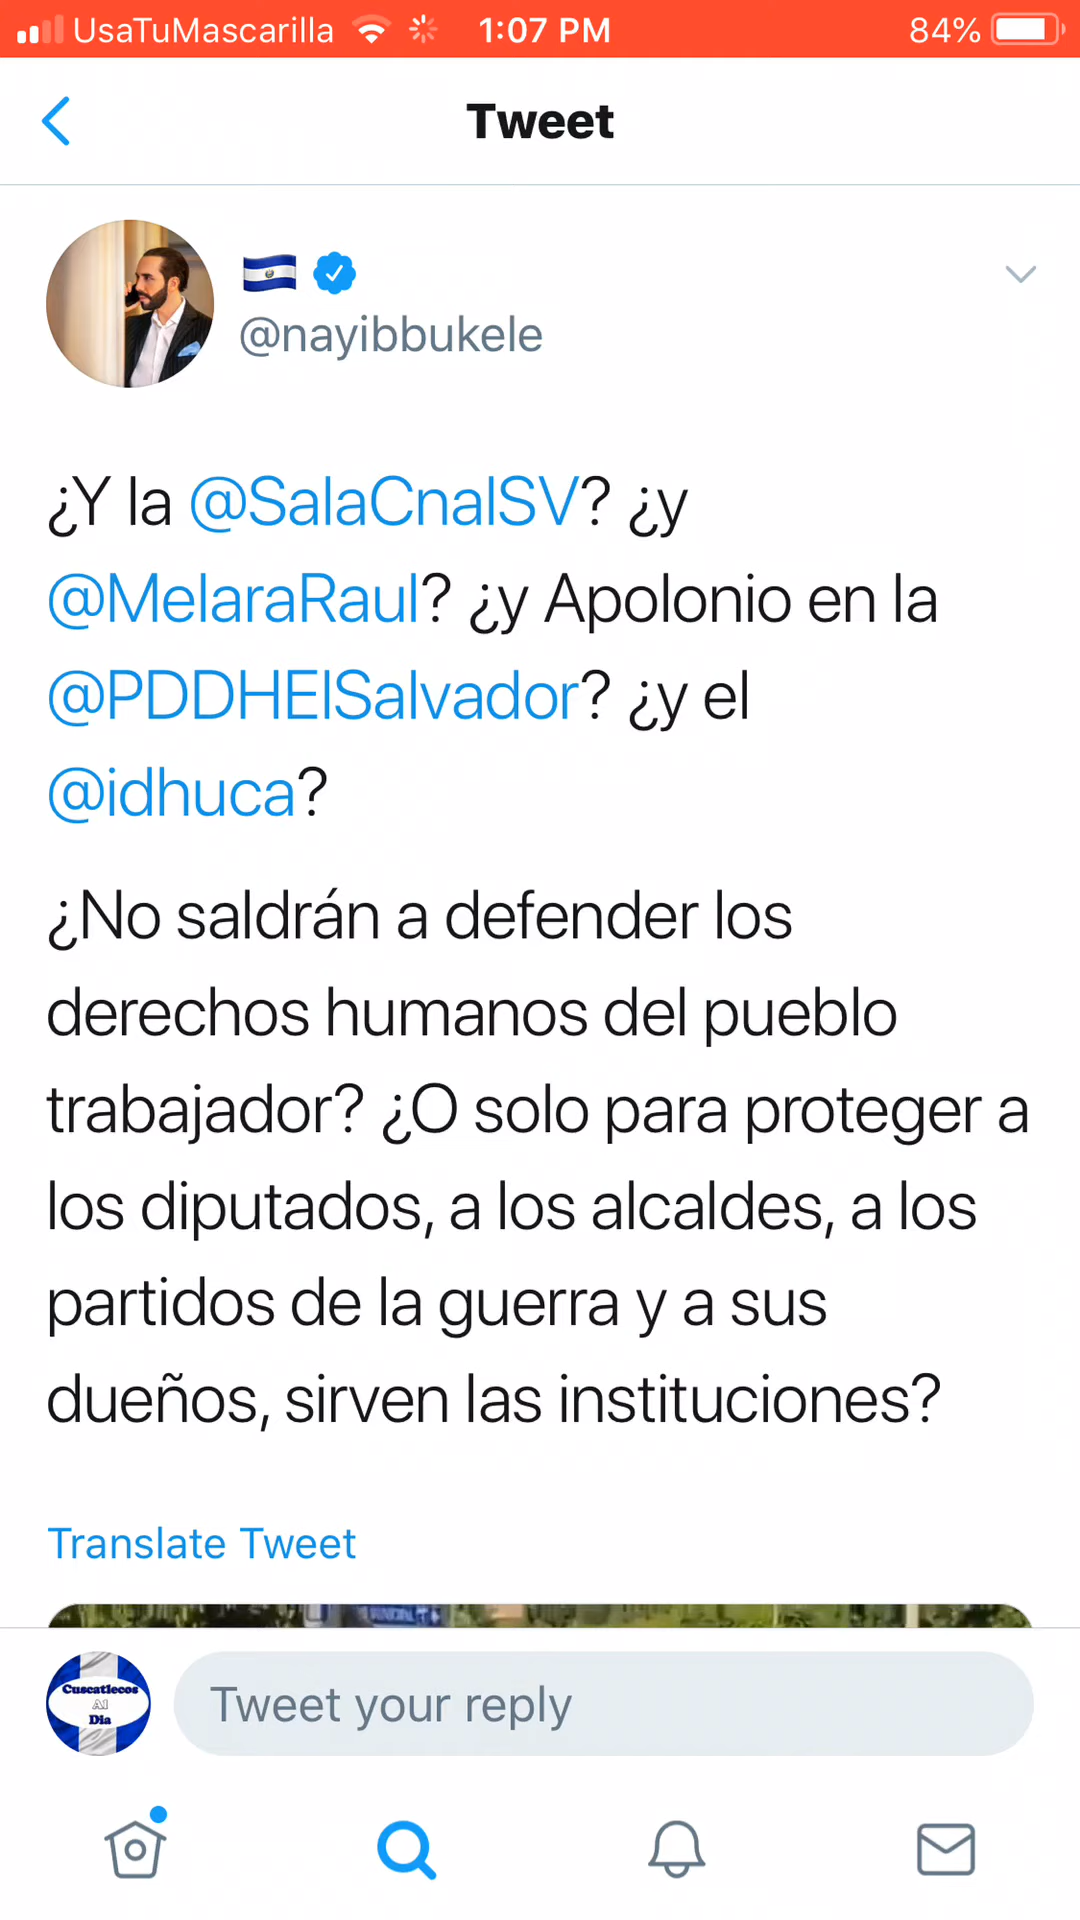 UsaTuMascarilla 1:07 PM 84%
Tweet
@nayibbukele
¿Y la @SalaCnalSV? ¿y
@MelaraRaul? ¿y Apolonio en la
@PDDHElSalvador? ¿y el
@idhuca?
¿No saldrán a defender los
derechos humanos del pueblo
trabajador? ¿O solo para proteger a
los diputados, a los alcaldes, a los
partidos de la guerra y a sus
dueños, sirven las instituciones?
Translate Tweet
Cuscatlecos
Al
Dia
Tweet your reply